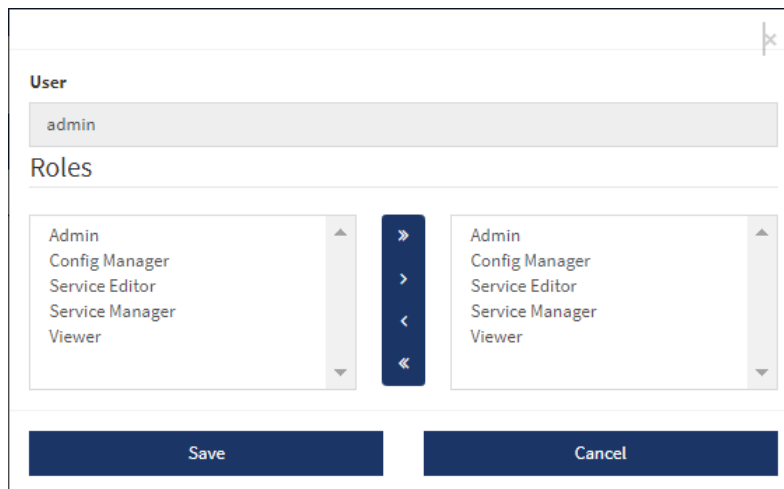 ×
User
admin
Roles
Admin
Config Manager
Service Editor
Service Manager
Viewer
»
›
‹
«
Admin
Config Manager
Service Editor
Service Manager
Viewer
Save
Cancel